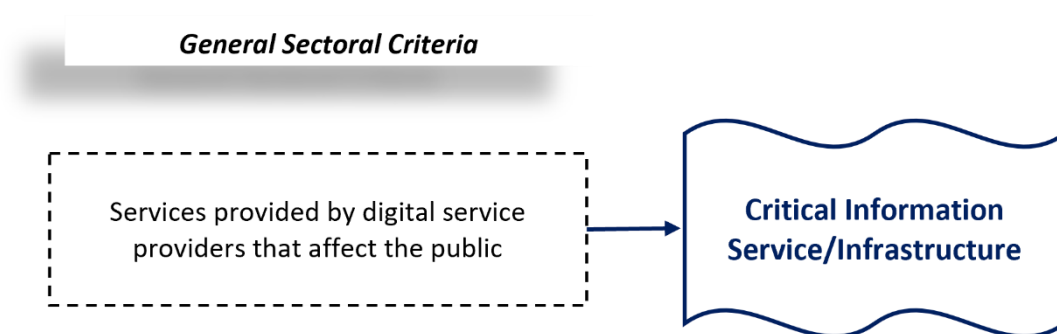 General Sectoral Criteria
Services provided by digital service
providers that affect the public
Critical Information
Service/Infrastructure